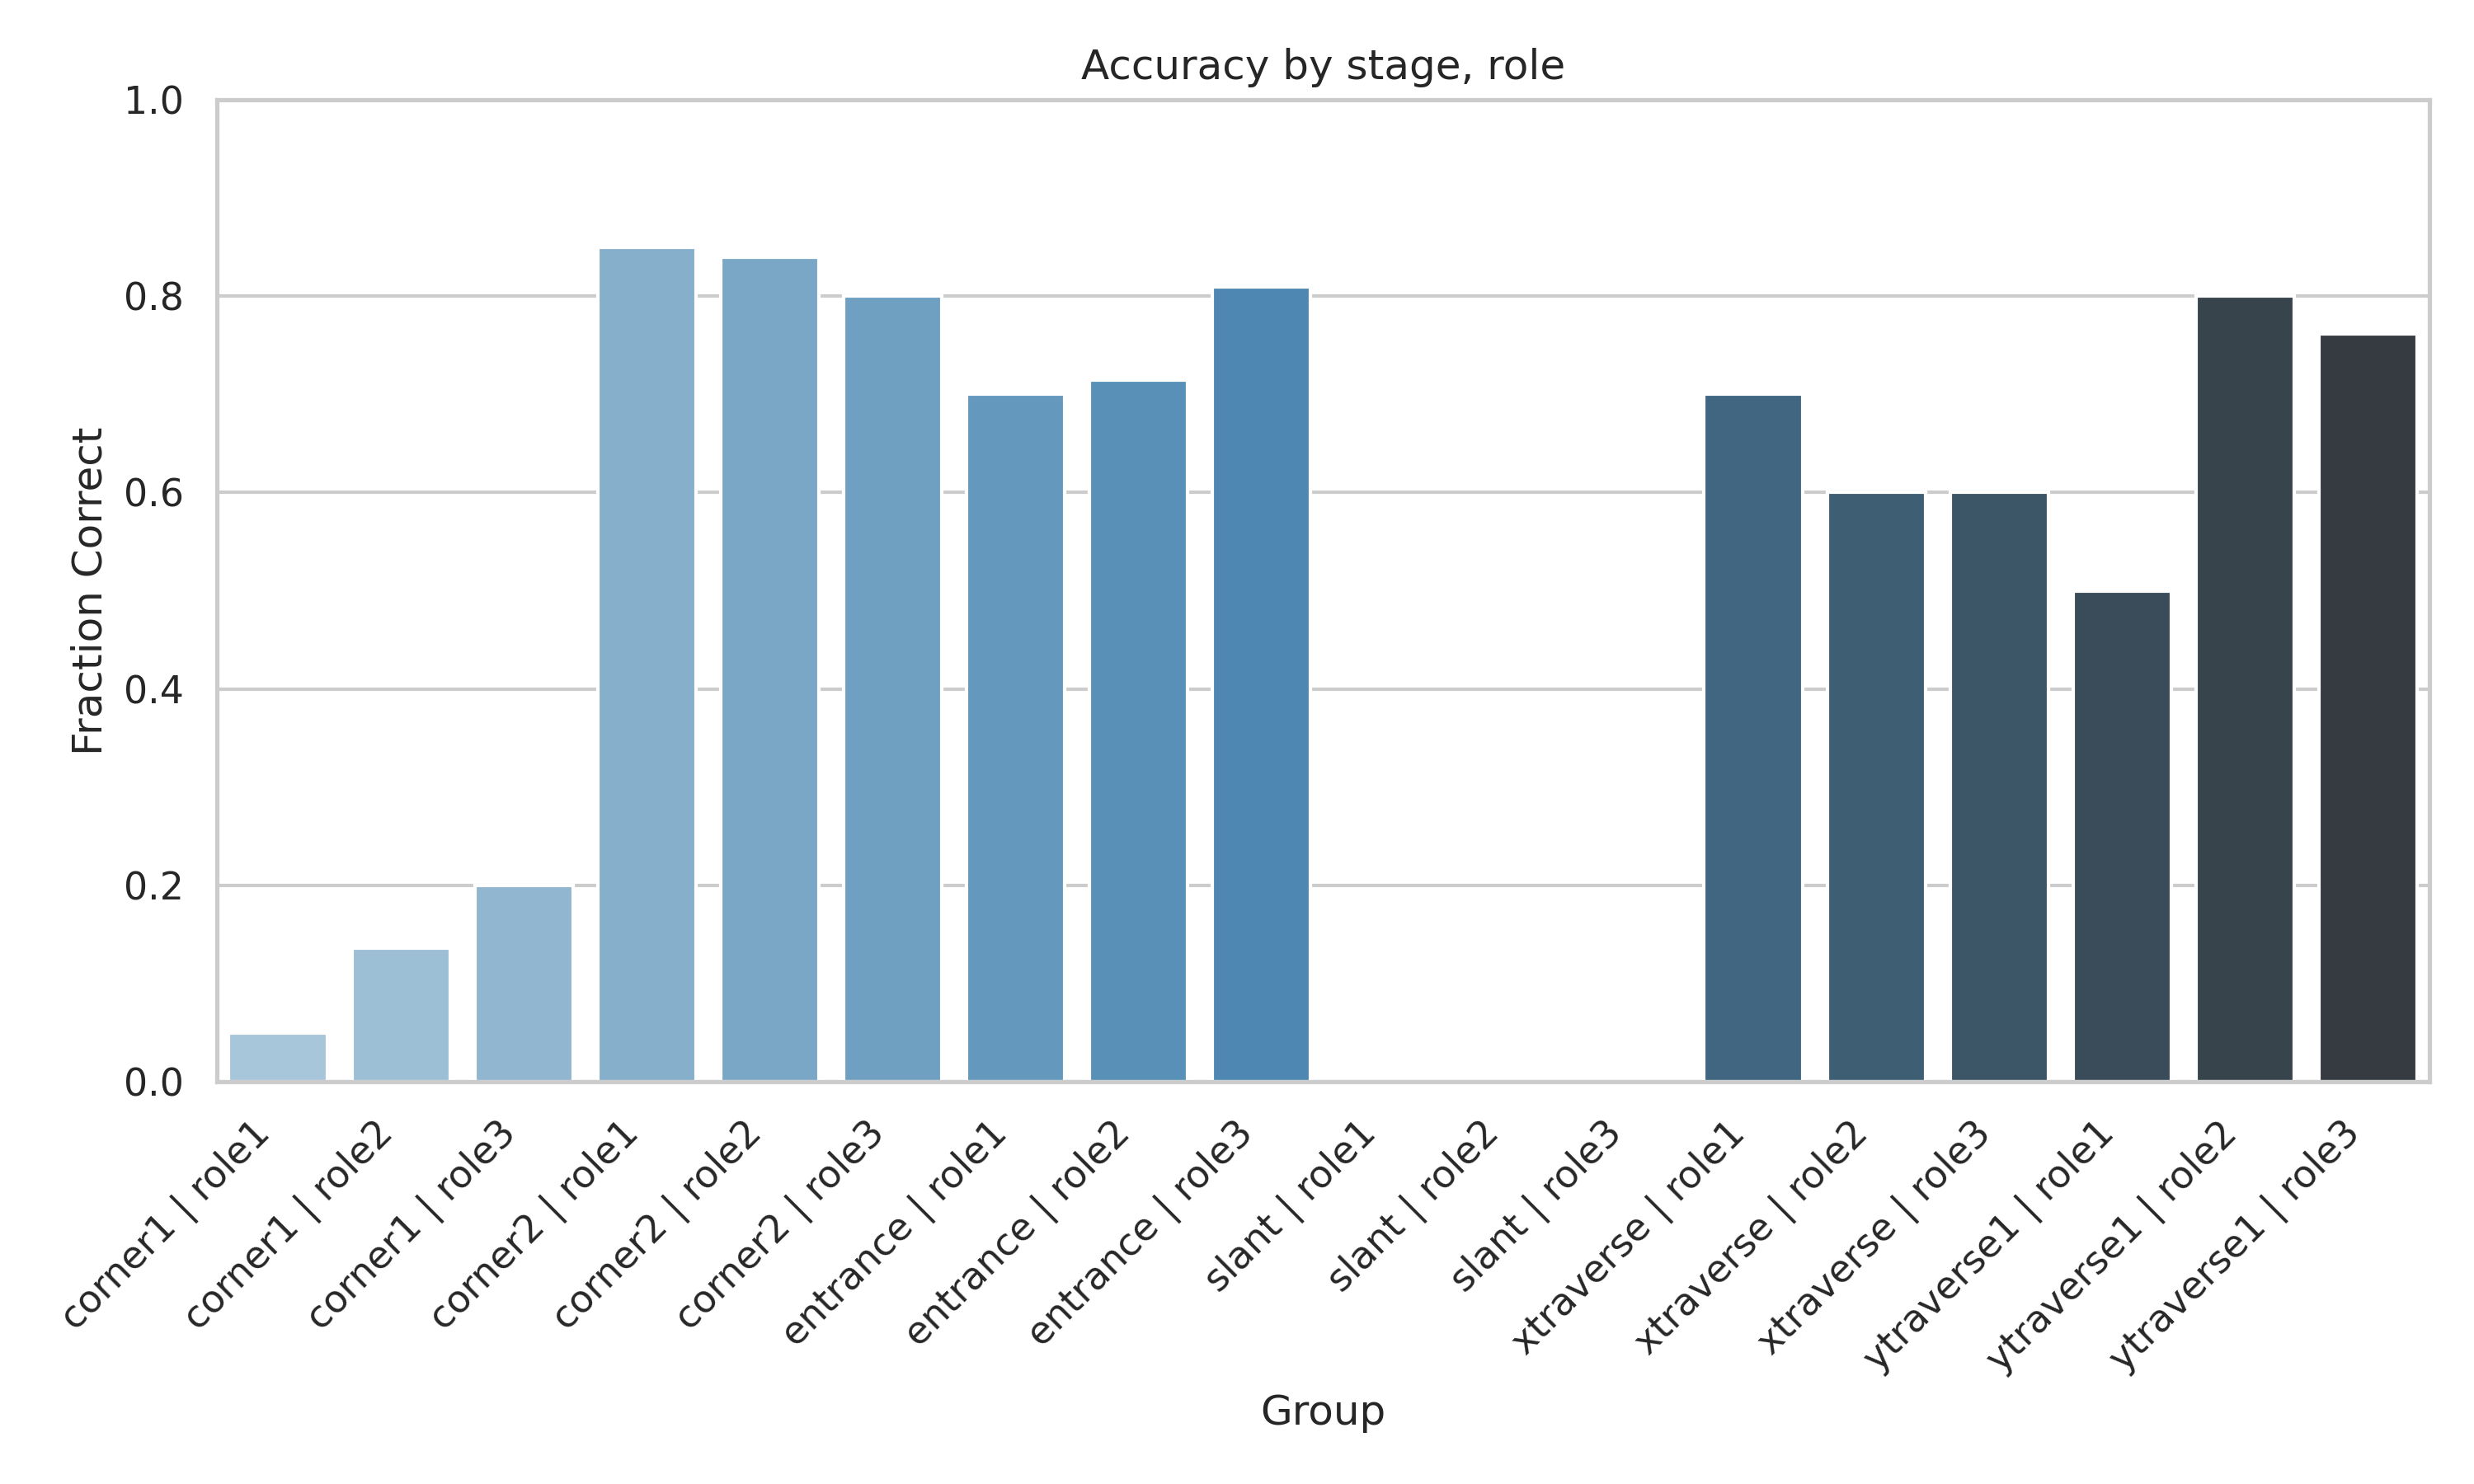 Accuracy by stage, role
1.0
0.8
0.6
0.4
0.2
0.0
Fraction Correct
corner1 | role1
corner1 | role2
corner1 | role3
corner2 | role1
corner2 | role2
corner2 | role3
entrance | role1
entrance | role2
entrance | role3
slant | role1
slant | role2
slant | role3
xtraverse | role1
xtraverse | role2
xtraverse | role3
ytraverse1 | role1
ytraverse1 | role2
ytraverse1 | role3
Group